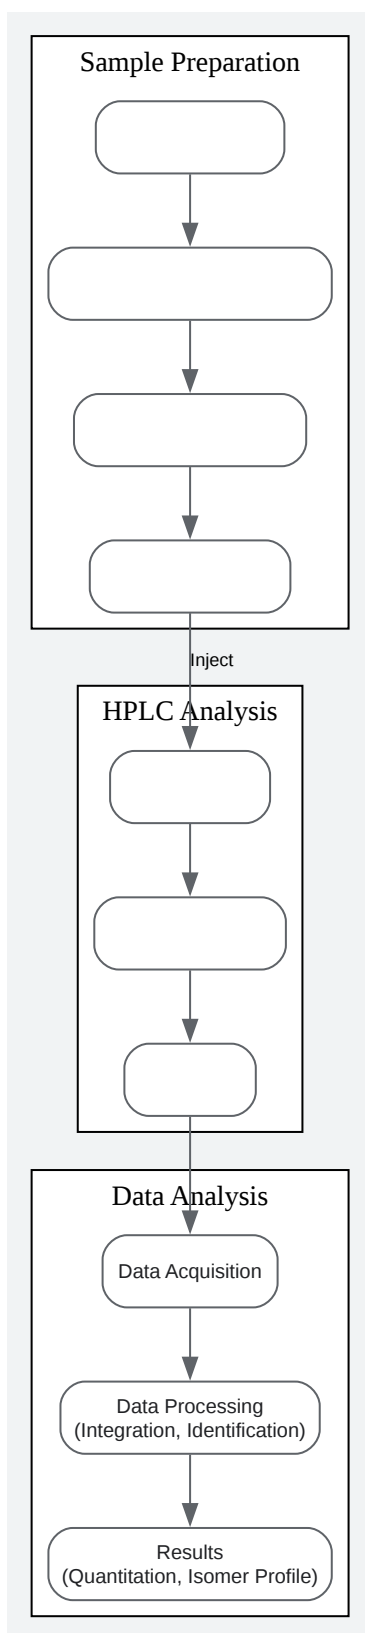 Sample Preparation
Inject
HPLC Analysis
Data Analysis
Data Acquisition
Data Processing
(Integration, Identification)
Results
(Quantitation, Isomer Profile)